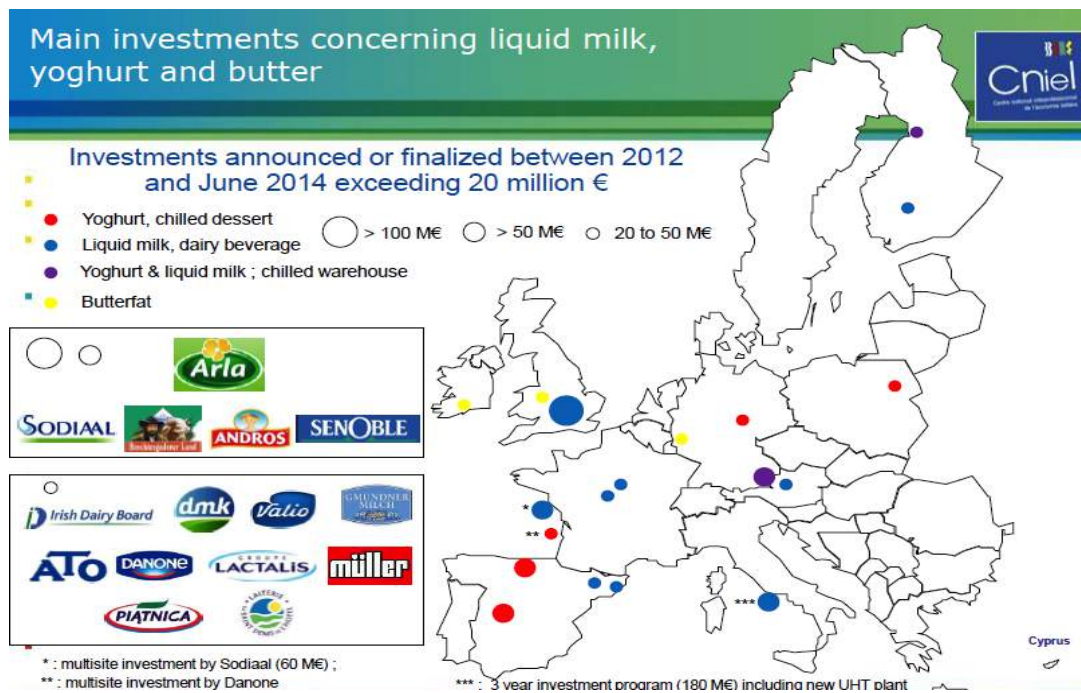 Main investments concerning liquid milk,
yoghurt and butter
Cniel
Investments announced or finalized between 2012
and June 2014 exceeding 20 million €
Yoghurt, chilled dessert
Liquid milk, dairy beverage
Yoghurt & liquid milk ; chilled warehouse
Butterfat
> 100 M€
> 50 M€
20 to 50 M€
Arla
SODIAAL
ANDROS
SENOBLE
Irish Dairy Board
dmk
Valio
GMUNDNER
MILCH
ATO
DANONE
GROUPE
LACTALIS
müller
PIĄTNICA
LAITERIE
*
**
***
Cyprus
* : multisite investment by Sodiaal (60 M€) ;
** : multisite investment by Danone
*** : 3 year investment program (180 M€) including new UHT plant